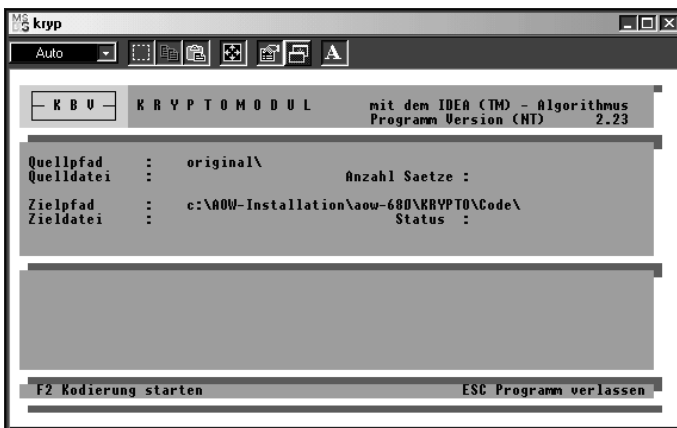 kryp
Auto
A
K B V
K R Y P T O M O D U L
mit dem IDEA (TM) - Algorithmus
Programm Version (NT) 2.23
Quellpfad : original\
Quelldatei : Anzahl Saetze :
Zielpfad : c:\AOW-Installation\aow-680\KRYPTO\Code\
Zieldatei : Status :
F2 Kodierung starten ESC Programm verlassen